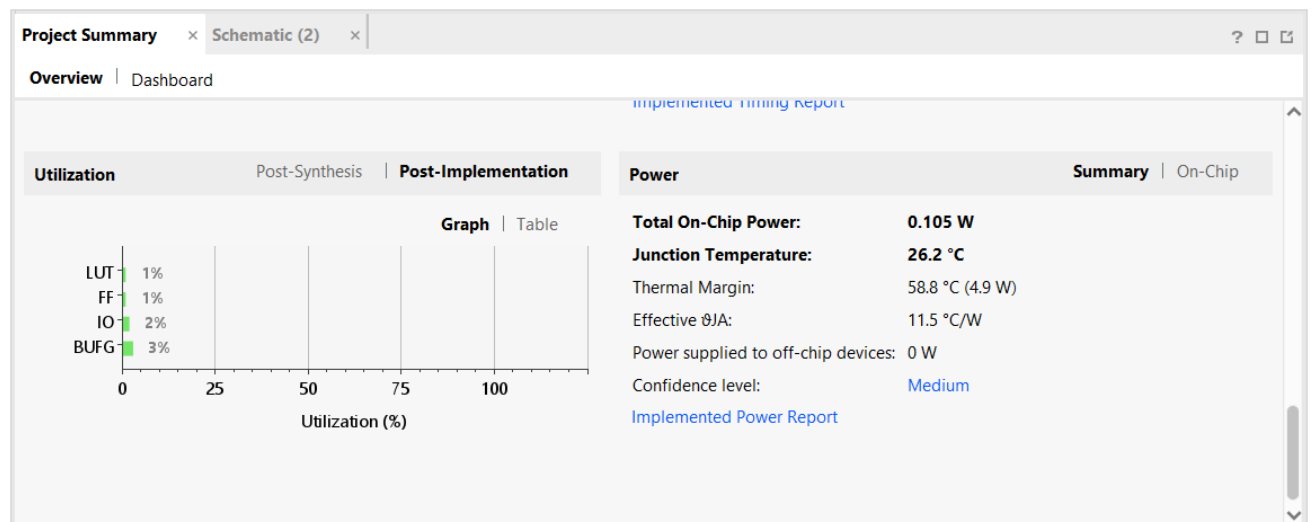 Project Summary × Schematic (2) × ?
Overview | Dashboard
Implemented Timing Report
Utilization Post-Synthesis | Post-Implementation
Graph | Table
LUT 1%
FF 1%
IO 2%
BUFG 3%
0 25 50 75 100
Utilization (%)
Power Summary | On-Chip
Total On-Chip Power: 0.105 W
Junction Temperature: 26.2 °C
Thermal Margin: 58.8 °C (4.9 W)
Effective ϑJA: 11.5 °C/W
Power supplied to off-chip devices: 0 W
Confidence level: Medium
Implemented Power Report